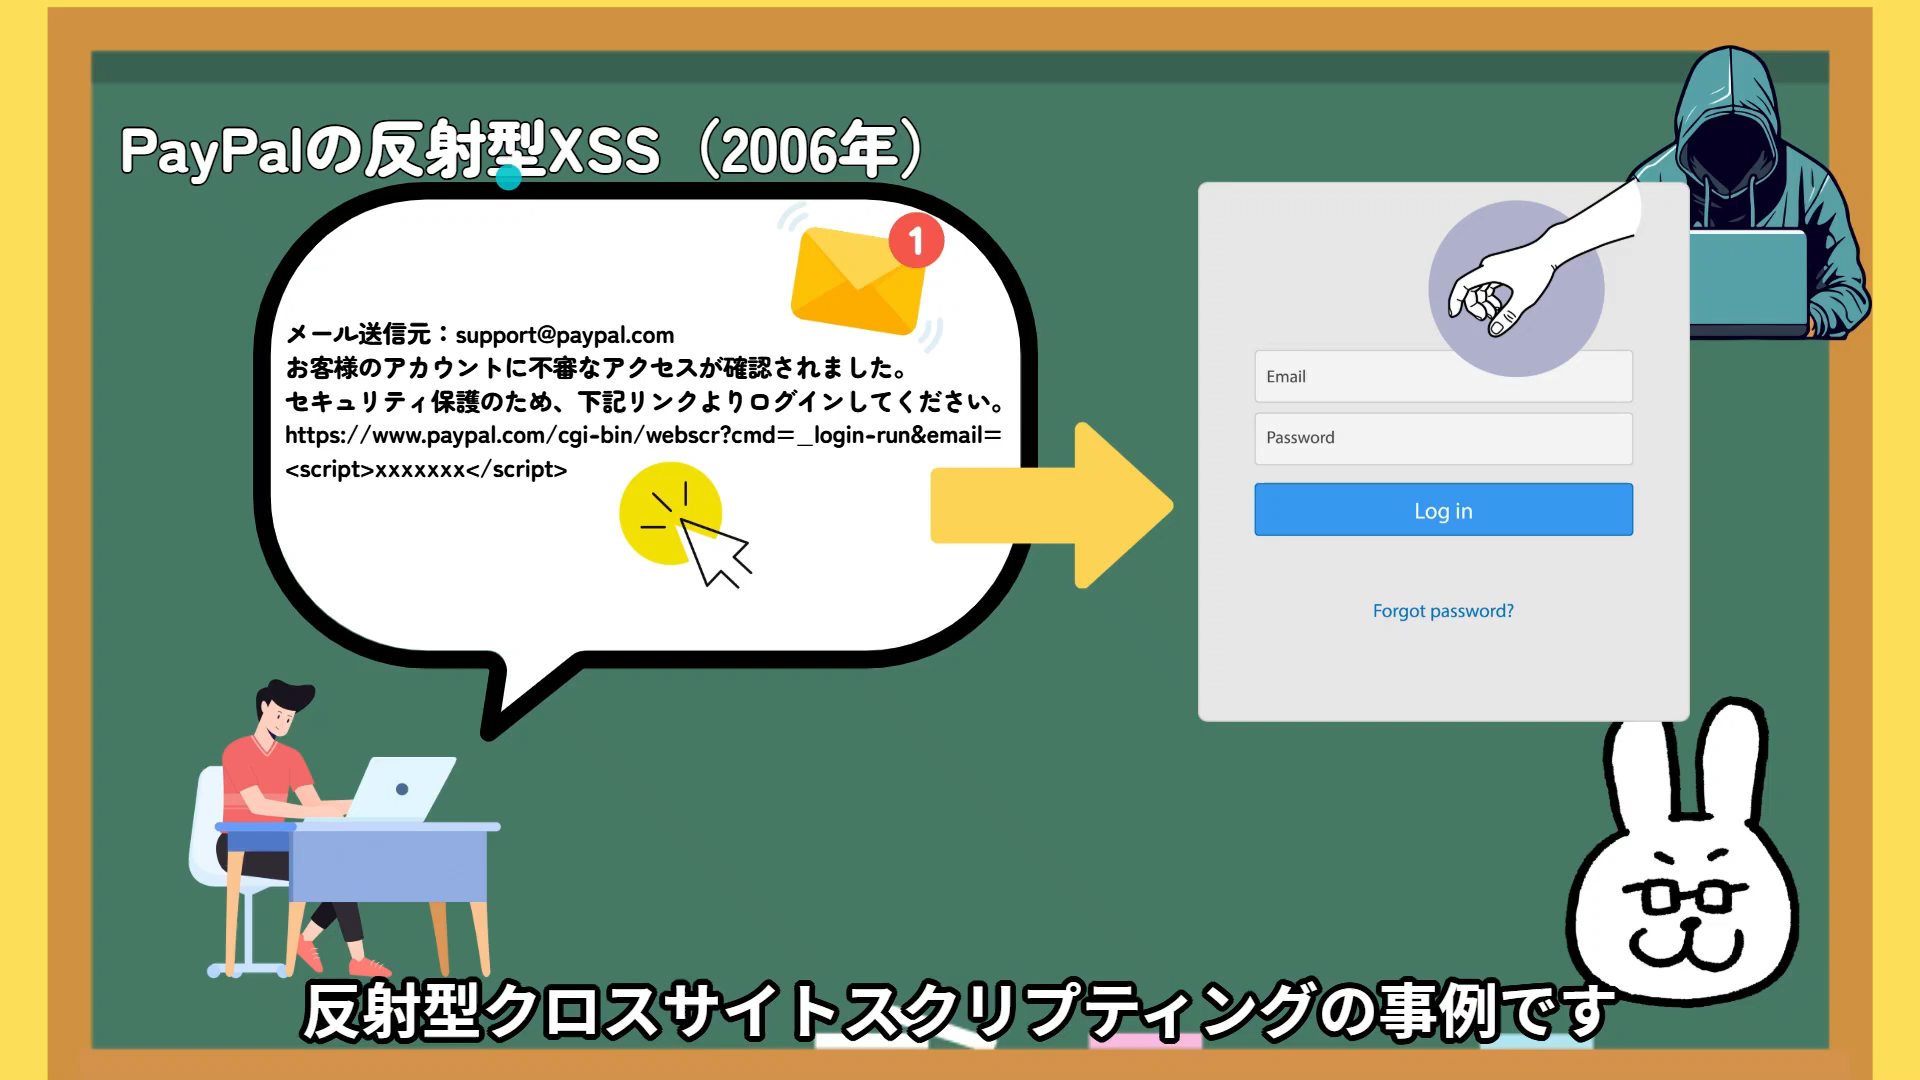 PayPalの反射型XSS（2006年）
1
メール送信元：support@paypal.com
お客様のアカウントに不審なアクセスが確認されました。
セキュリティ保護のため、下記リンクよりログインしてください。
https://www.paypal.com/cgi-bin/webscr?cmd=_login-run&email=
<script>xxxxxxx</script>
Email
Password
Log in
Forgot password?
反射型クロスサイトスクリプティングの事例です